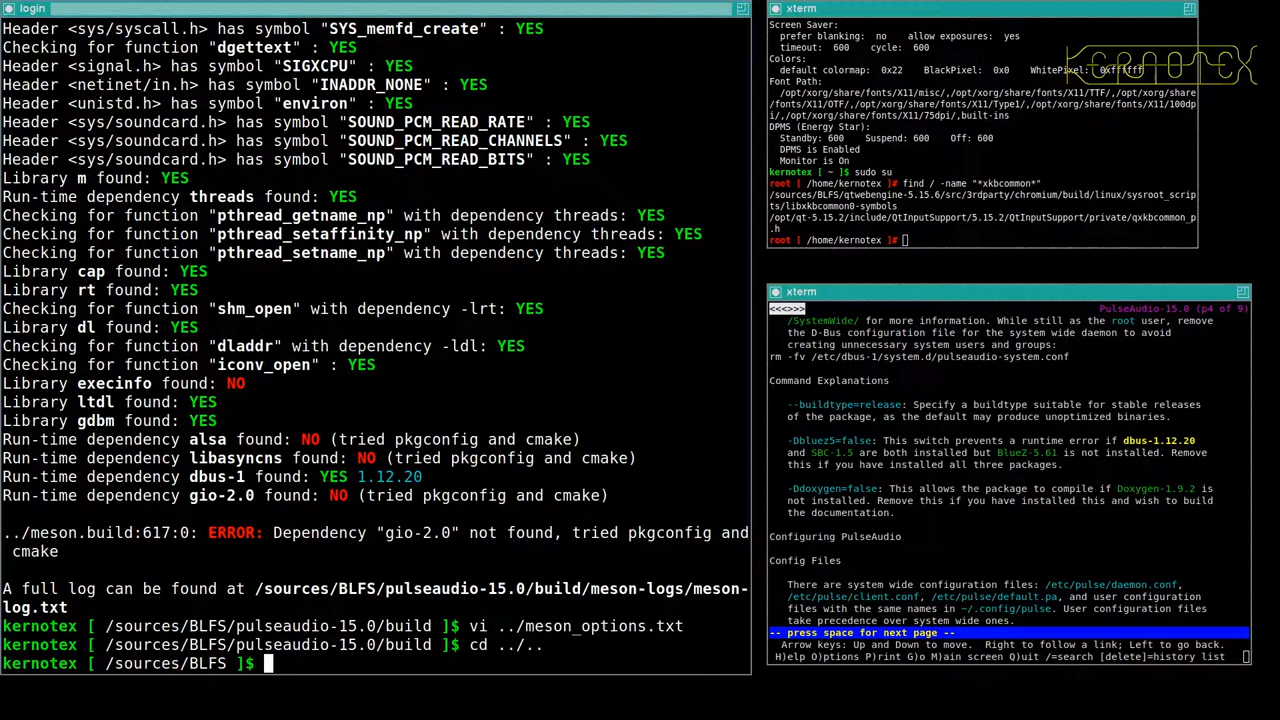 login
Header <sys/syscall.h> has symbol "SYS_memfd_create" : YES
Checking for function "dgettext" : YES
Header <signal.h> has symbol "SIGXCPU" : YES
Header <netinet/in.h> has symbol "INADDR_NONE" : YES
Header <unistd.h> has symbol "environ" : YES
Header <sys/soundcard.h> has symbol "SOUND_PCM_READ_RATE" : YES
Header <sys/soundcard.h> has symbol "SOUND_PCM_READ_CHANNELS" : YES
Header <sys/soundcard.h> has symbol "SOUND_PCM_READ_BITS" : YES
Library m found: YES
Run-time dependency threads found: YES
Checking for function "pthread_getname_np" with dependency threads: YES
Checking for function "pthread_setaffinity_np" with dependency threads: YES
Checking for function "pthread_setname_np" with dependency threads: YES
Library cap found: YES
Library rt found: YES
Checking for function "shm_open" with dependency -lrt: YES
Library dl found: YES
Checking for function "dladdr" with dependency -ldl: YES
Checking for function "iconv_open" : YES
Library execinfo found: NO
Library ltdl found: YES
Library gdbm found: YES
Run-time dependency alsa found: NO (tried pkgconfig and cmake)
Run-time dependency libasyncns found: NO (tried pkgconfig and cmake)
Run-time dependency dbus-1 found: YES 1.12.20
Run-time dependency gio-2.0 found: NO (tried pkgconfig and cmake)
../meson.build:617:0: ERROR: Dependency "gio-2.0" not found, tried pkgconfig and
cmake
A full log can be found at /sources/BLFS/pulseaudio-15.0/build/meson-logs/meson-
log.txt
kernotex [ /sources/BLFS/pulseaudio-15.0/build ]$ vi ../meson_options.txt
kernotex [ /sources/BLFS/pulseaudio-15.0/build ]$ cd ../..
kernotex [ /sources/BLFS ]$
xterm
Screen Saver:
prefer blanking: no allow exposures: yes
timeout: 600 cycle: 600
Colors:
default colormap: 0x22 BlackPixel: 0x0 WhitePixel: 0xffffff
Font Path:
/opt/xorg/share/fonts/X11/misc/,/opt/xorg/share/fonts/X11/TTF/,/opt/xorg/share/
fonts/X11/OTF/,/opt/xorg/share/fonts/X11/Type1/,/opt/xorg/share/fonts/X11/100dp
i/,/opt/xorg/share/fonts/X11/75dpi/,built-ins
DPMS (Energy Star):
Standby: 600 Suspend: 600 Off: 600
DPMS is Enabled
Monitor is On
kernotex [ ~ ]$ sudo su
root [ /home/kernotex ]# find / -name "*xkbcommon*"
/sources/BLFS/qtwebengine-5.15.6/src/3rdparty/chromium/build/linux/sysroot_scrip
ts/libxkbcommon0-symbols
/opt/qt-5.15.2/include/QtInputSupport/5.15.2/QtInputSupport/private/qxkbcommon_p
.h
root [ /home/kernotex ]#
KERNOTEX
xterm
<<<>>> PulseAudio-15.0 (p4 of 9)
/SystemWide/ for more information. While still as the root user, remove
the D-Bus configuration file for the system wide daemon to avoid
creating unnecessary system users and groups:
rm -fv /etc/dbus-1/system.d/pulseaudio-system.conf
Command Explanations
--buildtype=release: Specify a buildtype suitable for stable releases
of the package, as the default may produce unoptimized binaries.
-Dbluez5=false: This switch prevents a runtime error if dbus-1.12.20
and SBC-1.5 are both installed but BlueZ-5.61 is not installed. Remove
this if you have installed all three packages.
-Ddoxygen=false: This allows the package to compile if Doxygen-1.9.2 is
not installed. Remove this if you have installed this and wish to build
the documentation.
Configuring PulseAudio
Config Files
There are system wide configuration files: /etc/pulse/daemon.conf,
/etc/pulse/client.conf, /etc/pulse/default.pa, and user configuration
files with the same names in ~/.config/pulse. User configuration files
take precedence over system wide ones.
-- press space for next page --
Arrow keys: Up and Down to move. Right to follow a link; Left to go back.
H)elp O)ptions P)rint G)o M)ain screen Q)uit /=search [delete]=history list